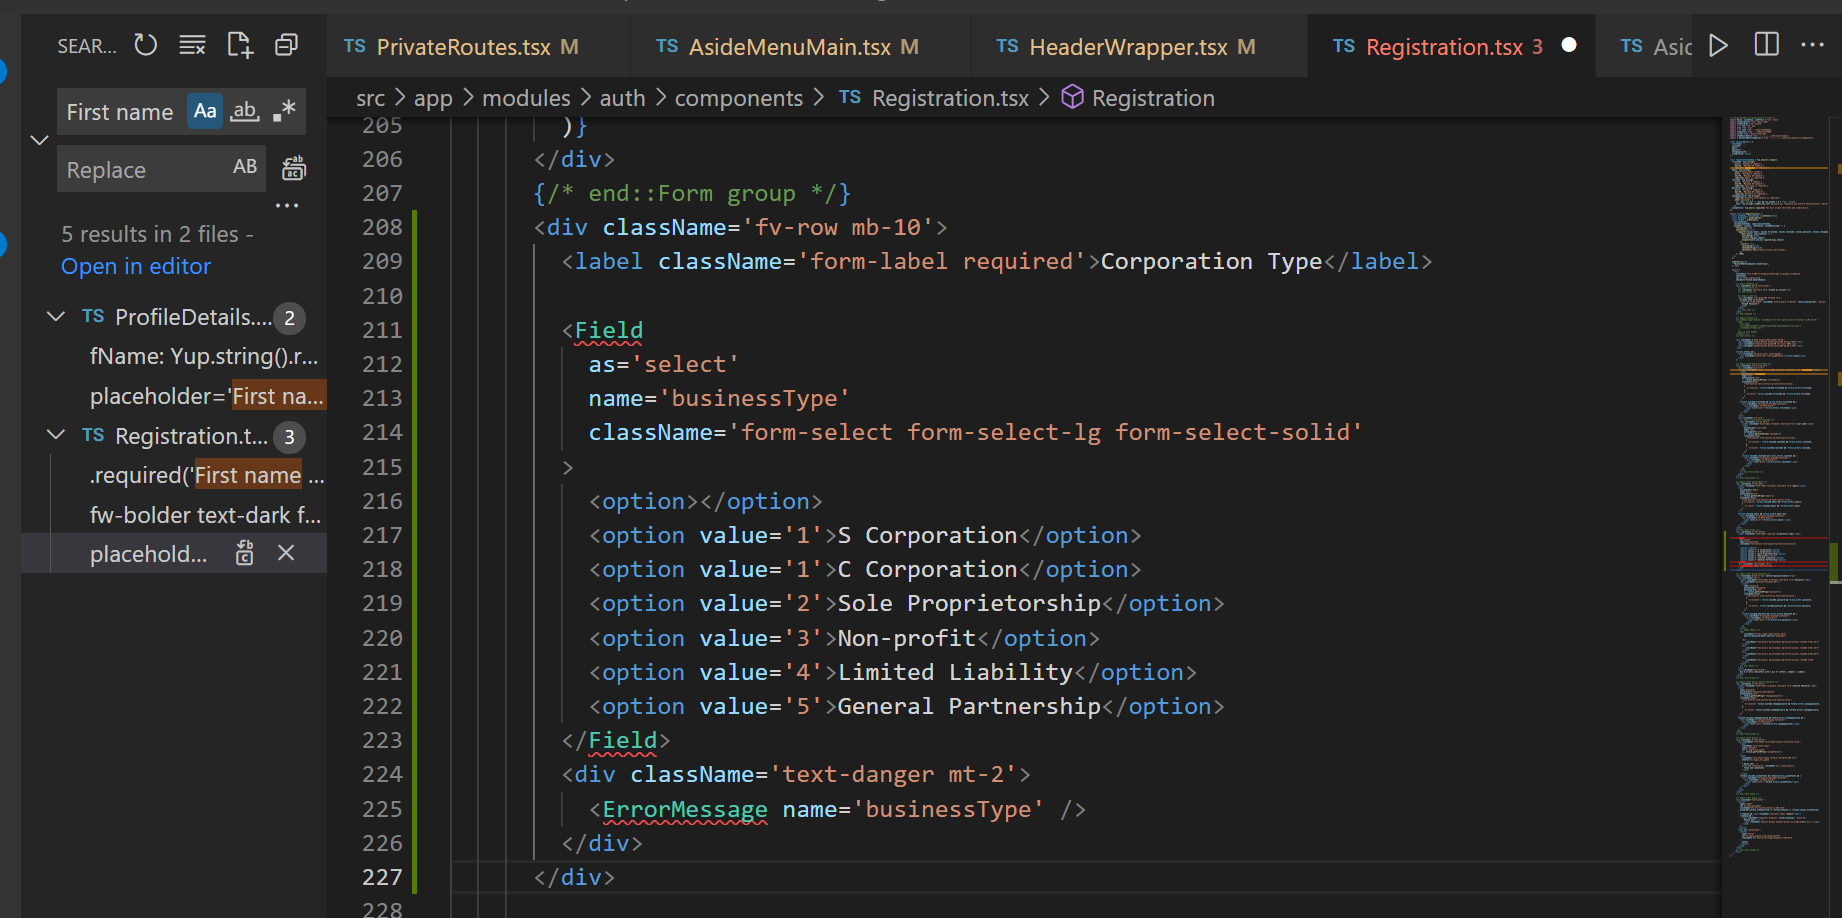 SEAR...
TS PrivateRoutes.tsx M
TS AsideMenuMain.tsx M
TS HeaderWrapper.tsx M
TS Registration.tsx 3
TS Asid
src > app > modules > auth > components > TS Registration.tsx > Registration
First name Aa ab .*
Replace AB
5 results in 2 files -
Open in editor
TS ProfileDetails.... 2
fName: Yup.string().r...
placeholder='First na...
TS Registration.t... 3
.required('First name ...
fw-bolder text-dark f...
placehold...
205 )}
206 </div>
207 {/* end::Form group */}
208 <div className='fv-row mb-10'>
209 <label className='form-label required'>Corporation Type</label>
210
211 <Field
212 as='select'
213 name='businessType'
214 className='form-select form-select-lg form-select-solid'
215 >
216 <option></option>
217 <option value='1'>S Corporation</option>
218 <option value='1'>C Corporation</option>
219 <option value='2'>Sole Proprietorship</option>
220 <option value='3'>Non-profit</option>
221 <option value='4'>Limited Liability</option>
222 <option value='5'>General Partnership</option>
223 </Field>
224 <div className='text-danger mt-2'>
225 <ErrorMessage name='businessType' />
226 </div>
227 </div>
228